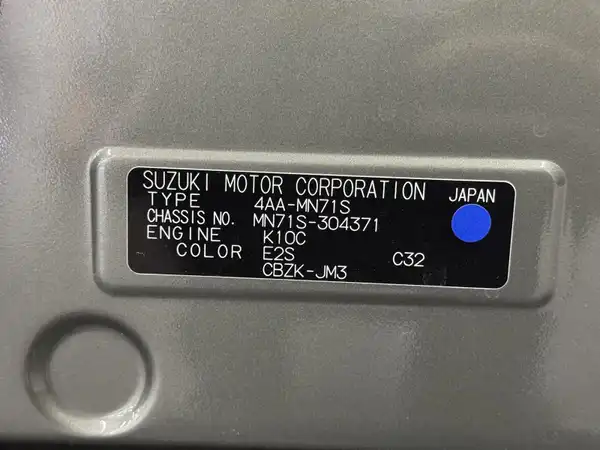 SUZUKI MOTOR CORPORATION JAPAN
TYPE 4AA-MN71S
CHASSIS NO. MN71S-304371
ENGINE K10C
COLOR E2S C32
CBZK-JM3